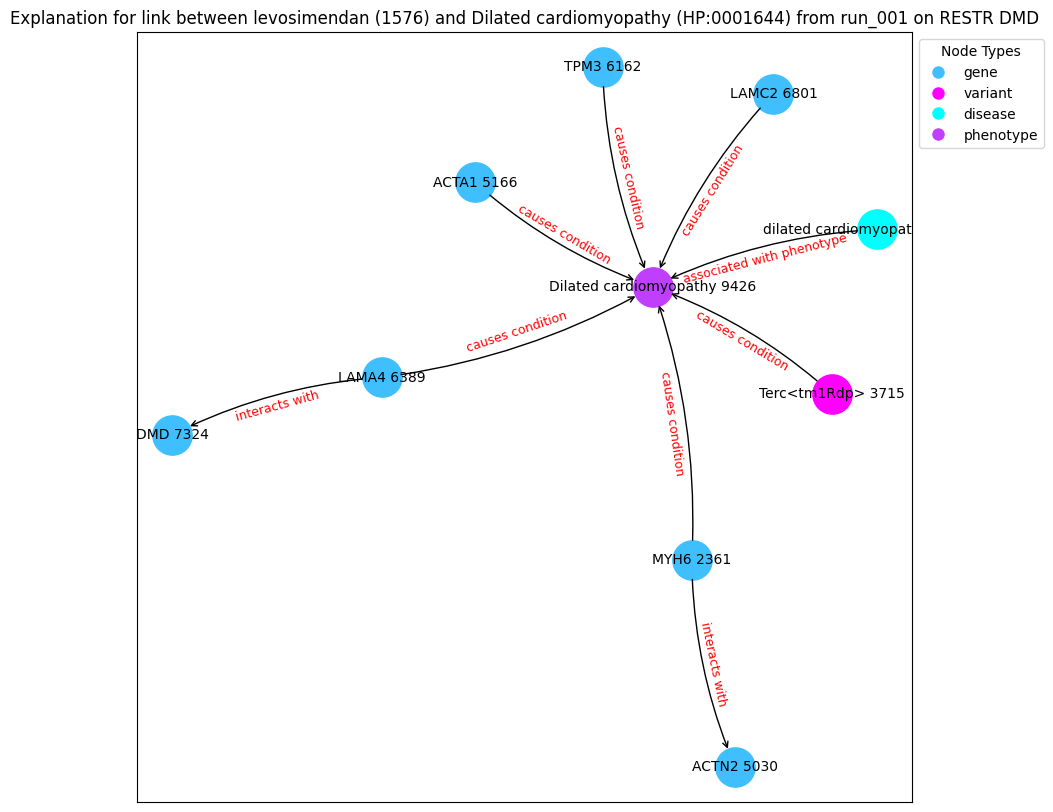 Explanation for link between levosimendan (1576) and Dilated cardiomyopathy (HP:0001644) from run_001 on RESTR DMD
Node Types
gene
variant
disease
phenotype
TPM3 6162
LAMC2 6801
causes condition
causes condition
ACTA1 5166
causes condition
dilated cardiomyopat
associated with phenotype
Dilated cardiomyopathy 9426
causes condition
causes condition
LAMA4 6389
interacts with
Terc<tm1Rdp> 3715
causes condition
DMD 7324
MYH6 2361
interacts with
ACTN2 5030